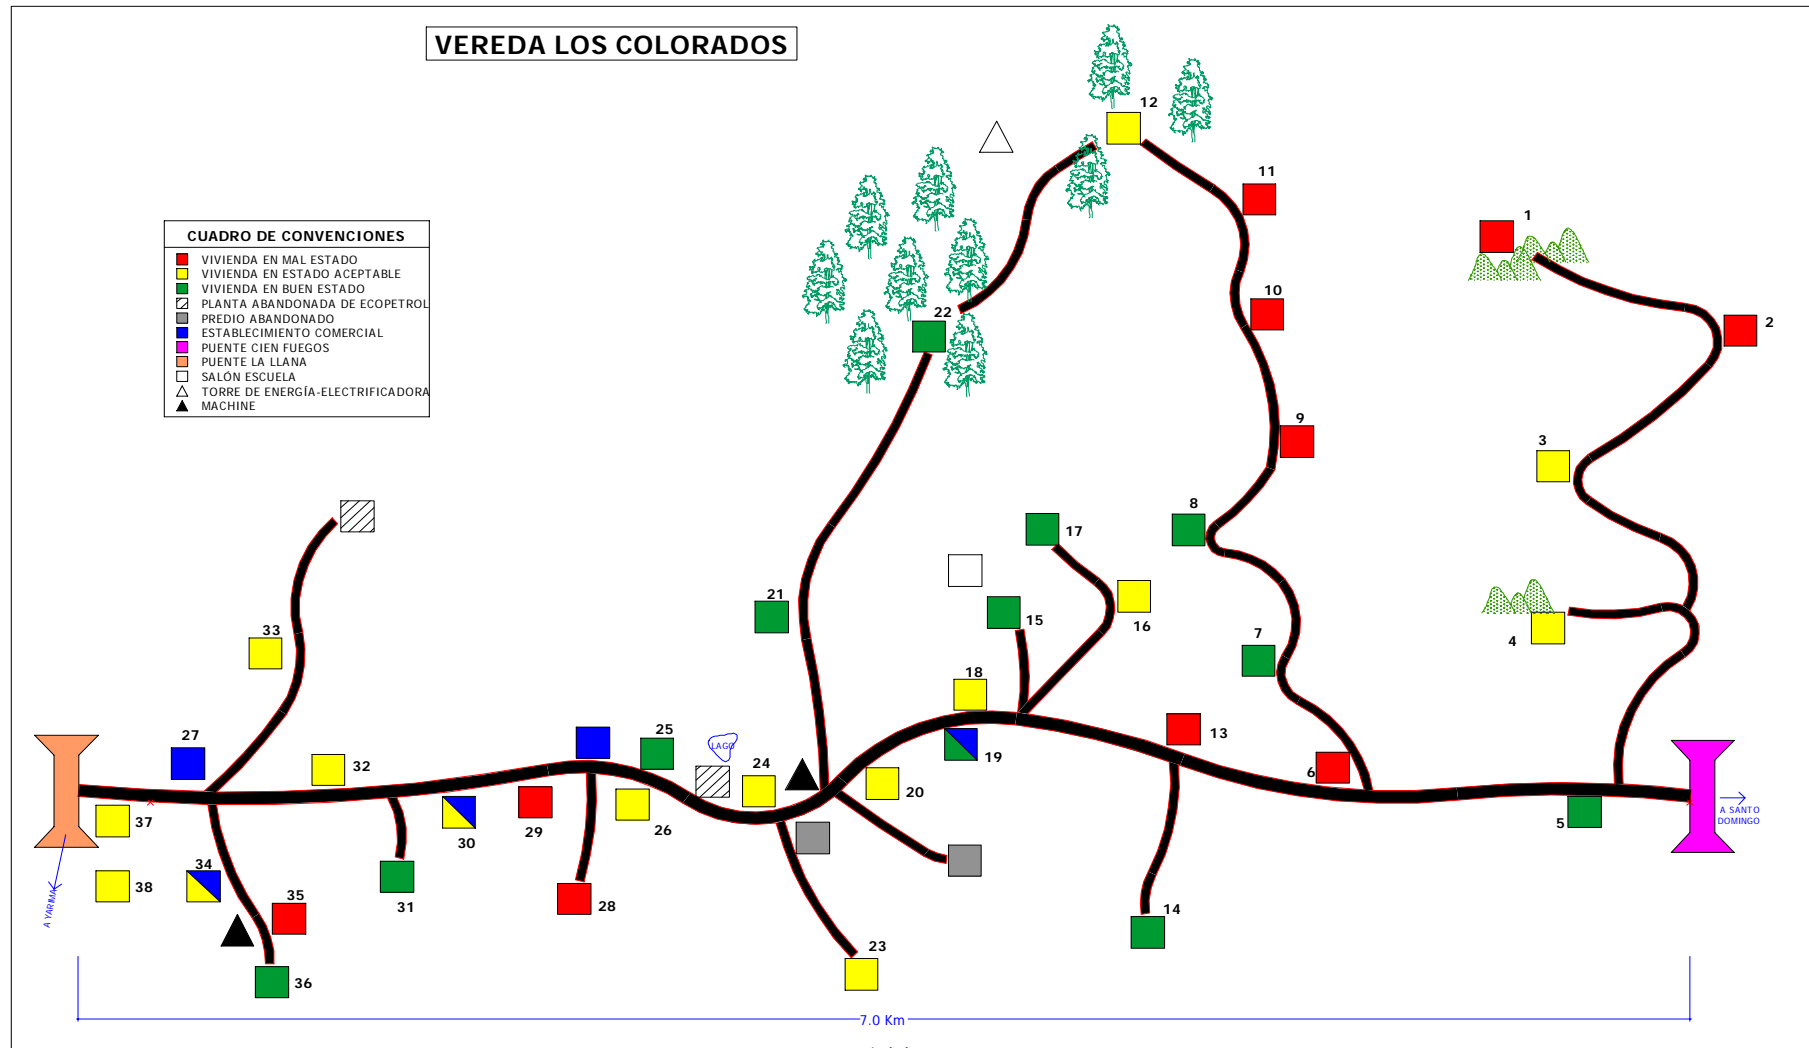 VEREDA LOS COLORADOS
CUADRO DE CONVENCIONES
VIVIENDA EN MAL ESTADO
VIVIENDA EN ESTADO ACEPTABLE
VIVIENDA EN BUEN ESTADO
PLANTA ABANDONADA DE ECOPETROL
PREDIO ABANDONADO
ESTABLECIMIENTO COMERCIAL
PUENTE CIEN FUEGOS
PUENTE LA LLANA
SALÓN ESCUELA
TORRE DE ENERGÍA-ELECTRIFICADORA
MACHINE
12
11
1
10
2
22
9
3
8
17
21
15
16
33
7
4
18
27
25
13
32
LAGO
24
19
6
20
37
30
29
26
5
A SANTO
DOMINGO
34
38
A YARIMA
35
31
28
14
36
23
7.0 Km